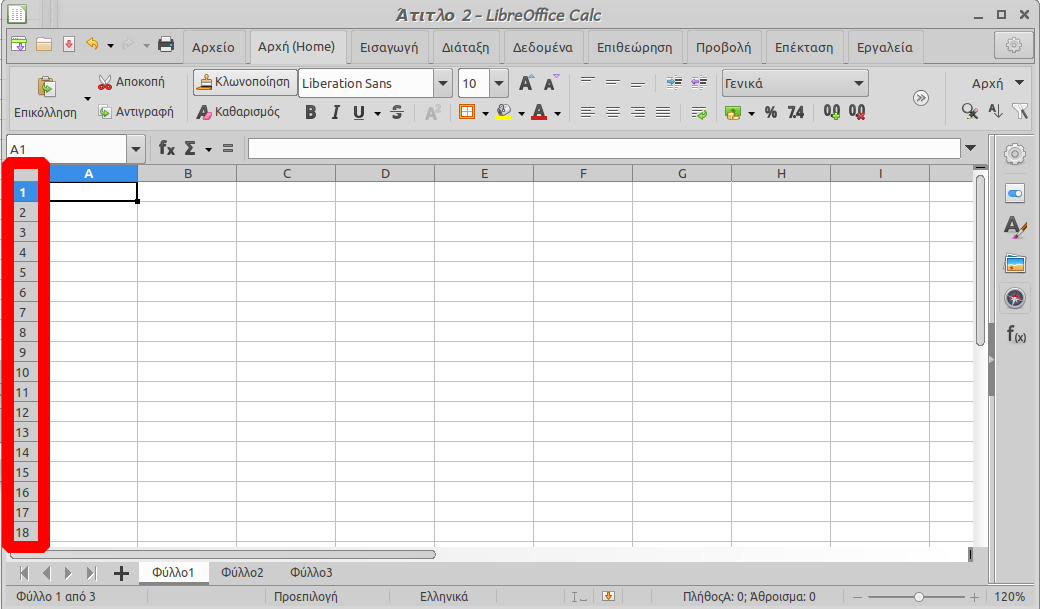 Άτιτλο 2 – LibreOffice Calc
Αρχείο Αρχή (Home) Εισαγωγή Διάταξη Δεδομένα Επιθεώρηση Προβολή Επέκταση Εργαλεία
Επικόλληση Αποκοπή Κλωνοποίηση Liberation Sans 10 A A Γενικά Αρχή
Αντιγραφή Καθαρισμός B I U S A² A % 7.4 0.0 0.0
A1 fx Σ =
A B C D E F G H I
1
2
3
4
5
6
7
8
9
10
11
12
13
14
15
16
17
18
f(x)
Φύλλο1 Φύλλο2 Φύλλο3
Φύλλο 1 από 3 Προεπιλογή Ελληνικά ΠλήθοςΑ: 0; Άθροισμα: 0 120%